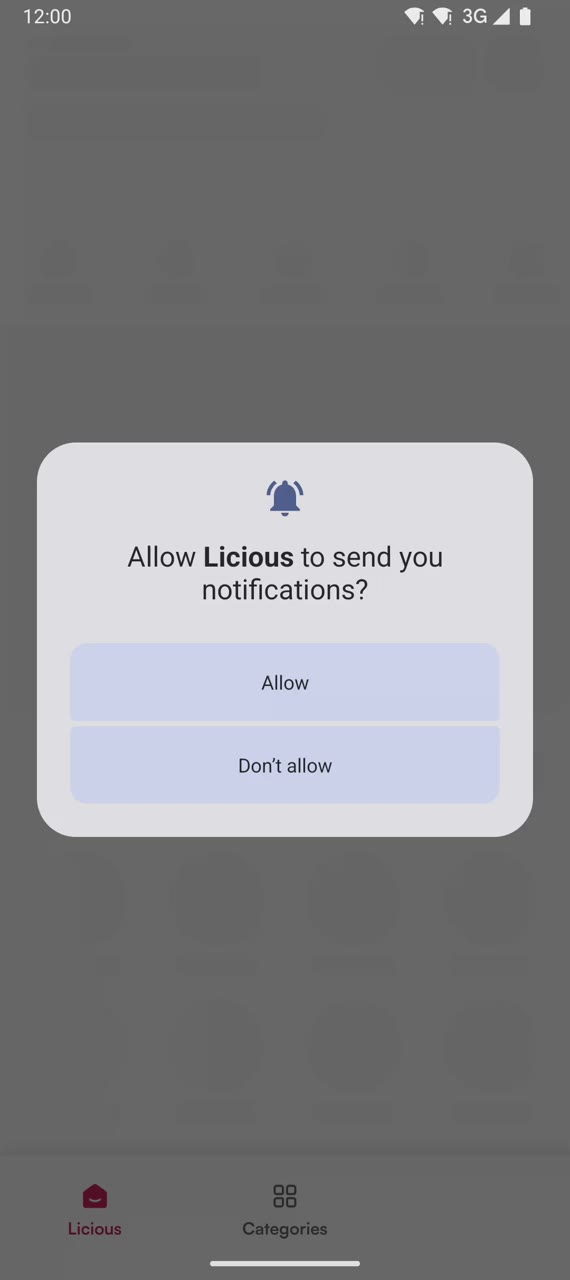 12:00
3G
Allow Licious to send you
notifications?
Allow
Don’t allow
Licious
Categories